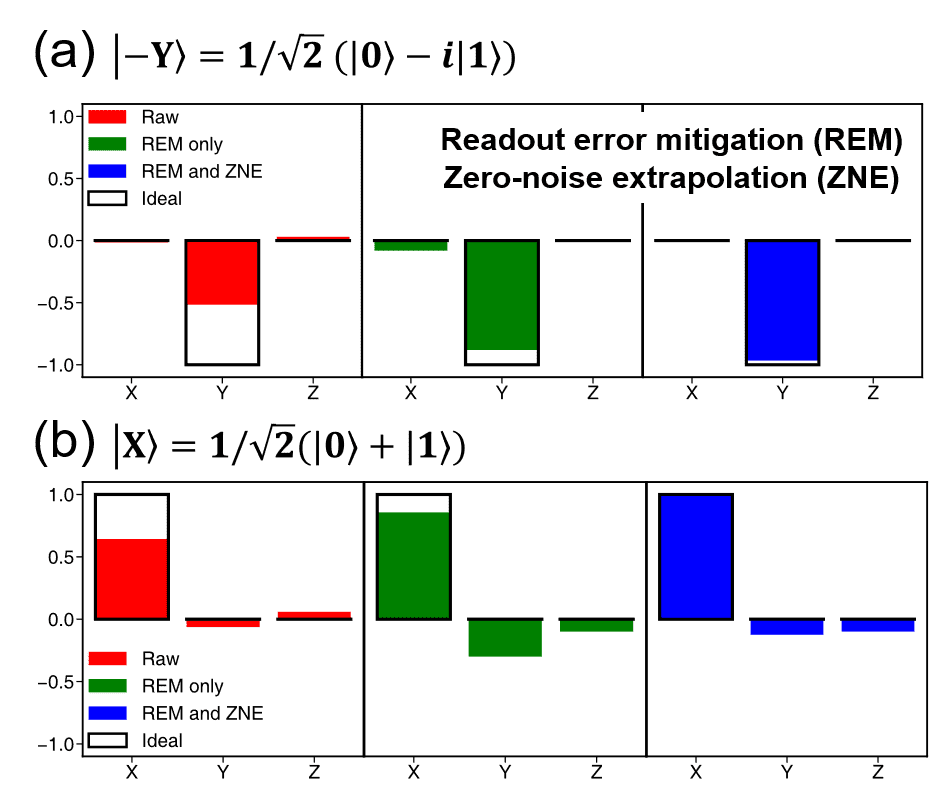 (a) |−Y⟩ = 1/√2 (|0⟩ − i|1⟩)
Raw
REM only
REM and ZNE
Ideal
Readout error mitigation (REM)
Zero-noise extrapolation (ZNE)
1.0
0.5
0.0
−0.5
−1.0
X Y Z X Y Z X Y Z
(b) |X⟩ = 1/√2(|0⟩ + |1⟩)
1.0
0.5
0.0
−0.5
−1.0
Raw
REM only
REM and ZNE
Ideal
X Y Z X Y Z X Y Z